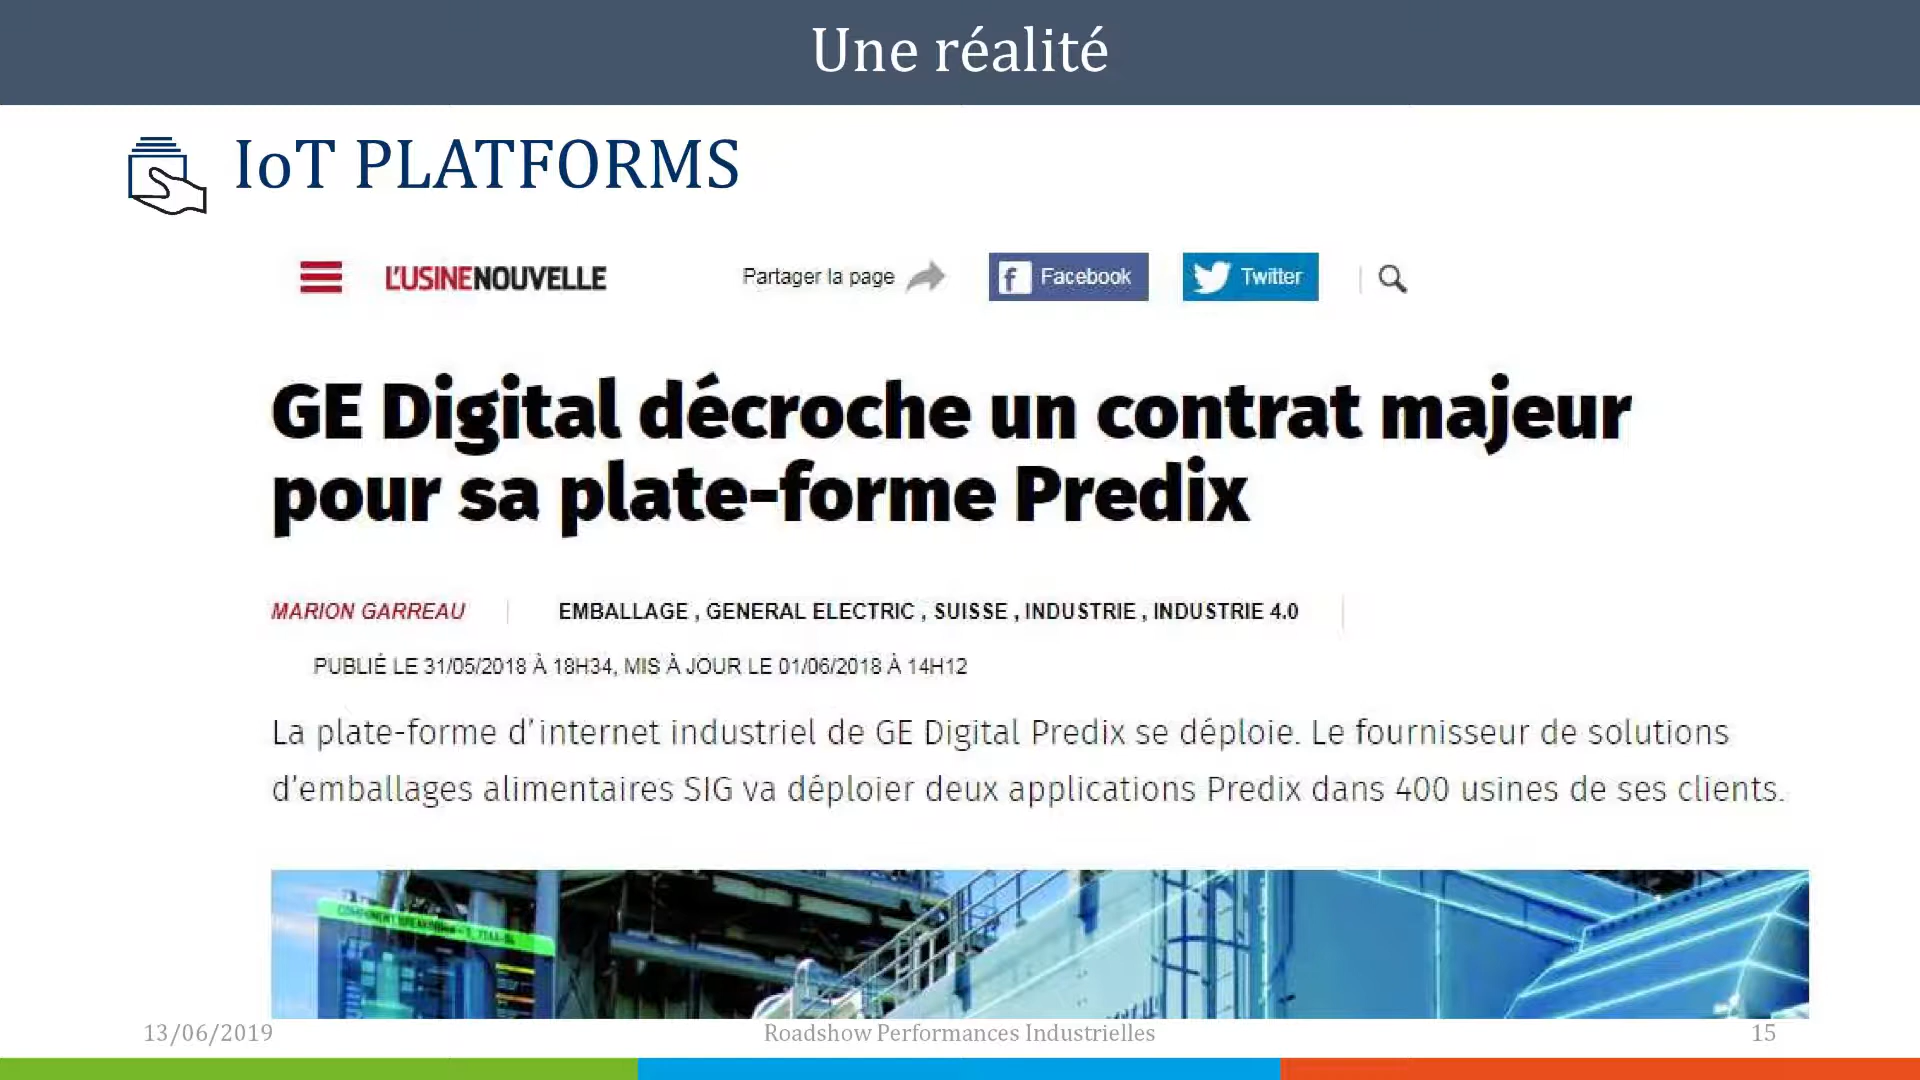 Une réalité
IoT PLATFORMS
L'USINENOUVELLE Partager la page Facebook Twitter
GE Digital décroche un contrat majeur
pour sa plate-forme Predix
MARION GARREAU EMBALLAGE , GENERAL ELECTRIC , SUISSE , INDUSTRIE , INDUSTRIE 4.0
PUBLIÉ LE 31/05/2018 À 18H34, MIS À JOUR LE 01/06/2018 À 14H12
La plate-forme d'internet industriel de GE Digital Predix se déploie. Le fournisseur de solutions
d'emballages alimentaires SIG va déploier deux applications Predix dans 400 usines de ses clients.
COMPONENT BREAKDOWN
13/06/2019 Roadshow Performances Industrielles 15